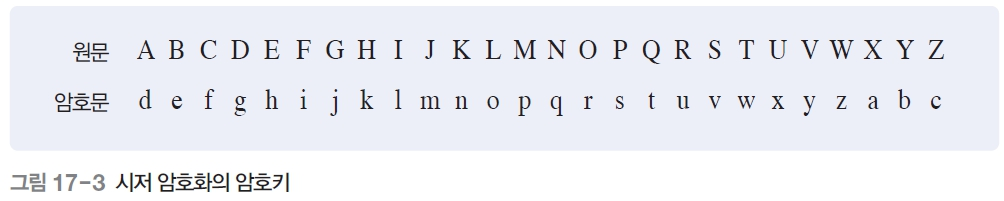 원문 A B C D E F G H I J K L M N O P Q R S T U V W X Y Z
암호문 d e f g h i j k l m n o p q r s t u v w x y z a b c
그림 17-3 시저 암호화의 암호키